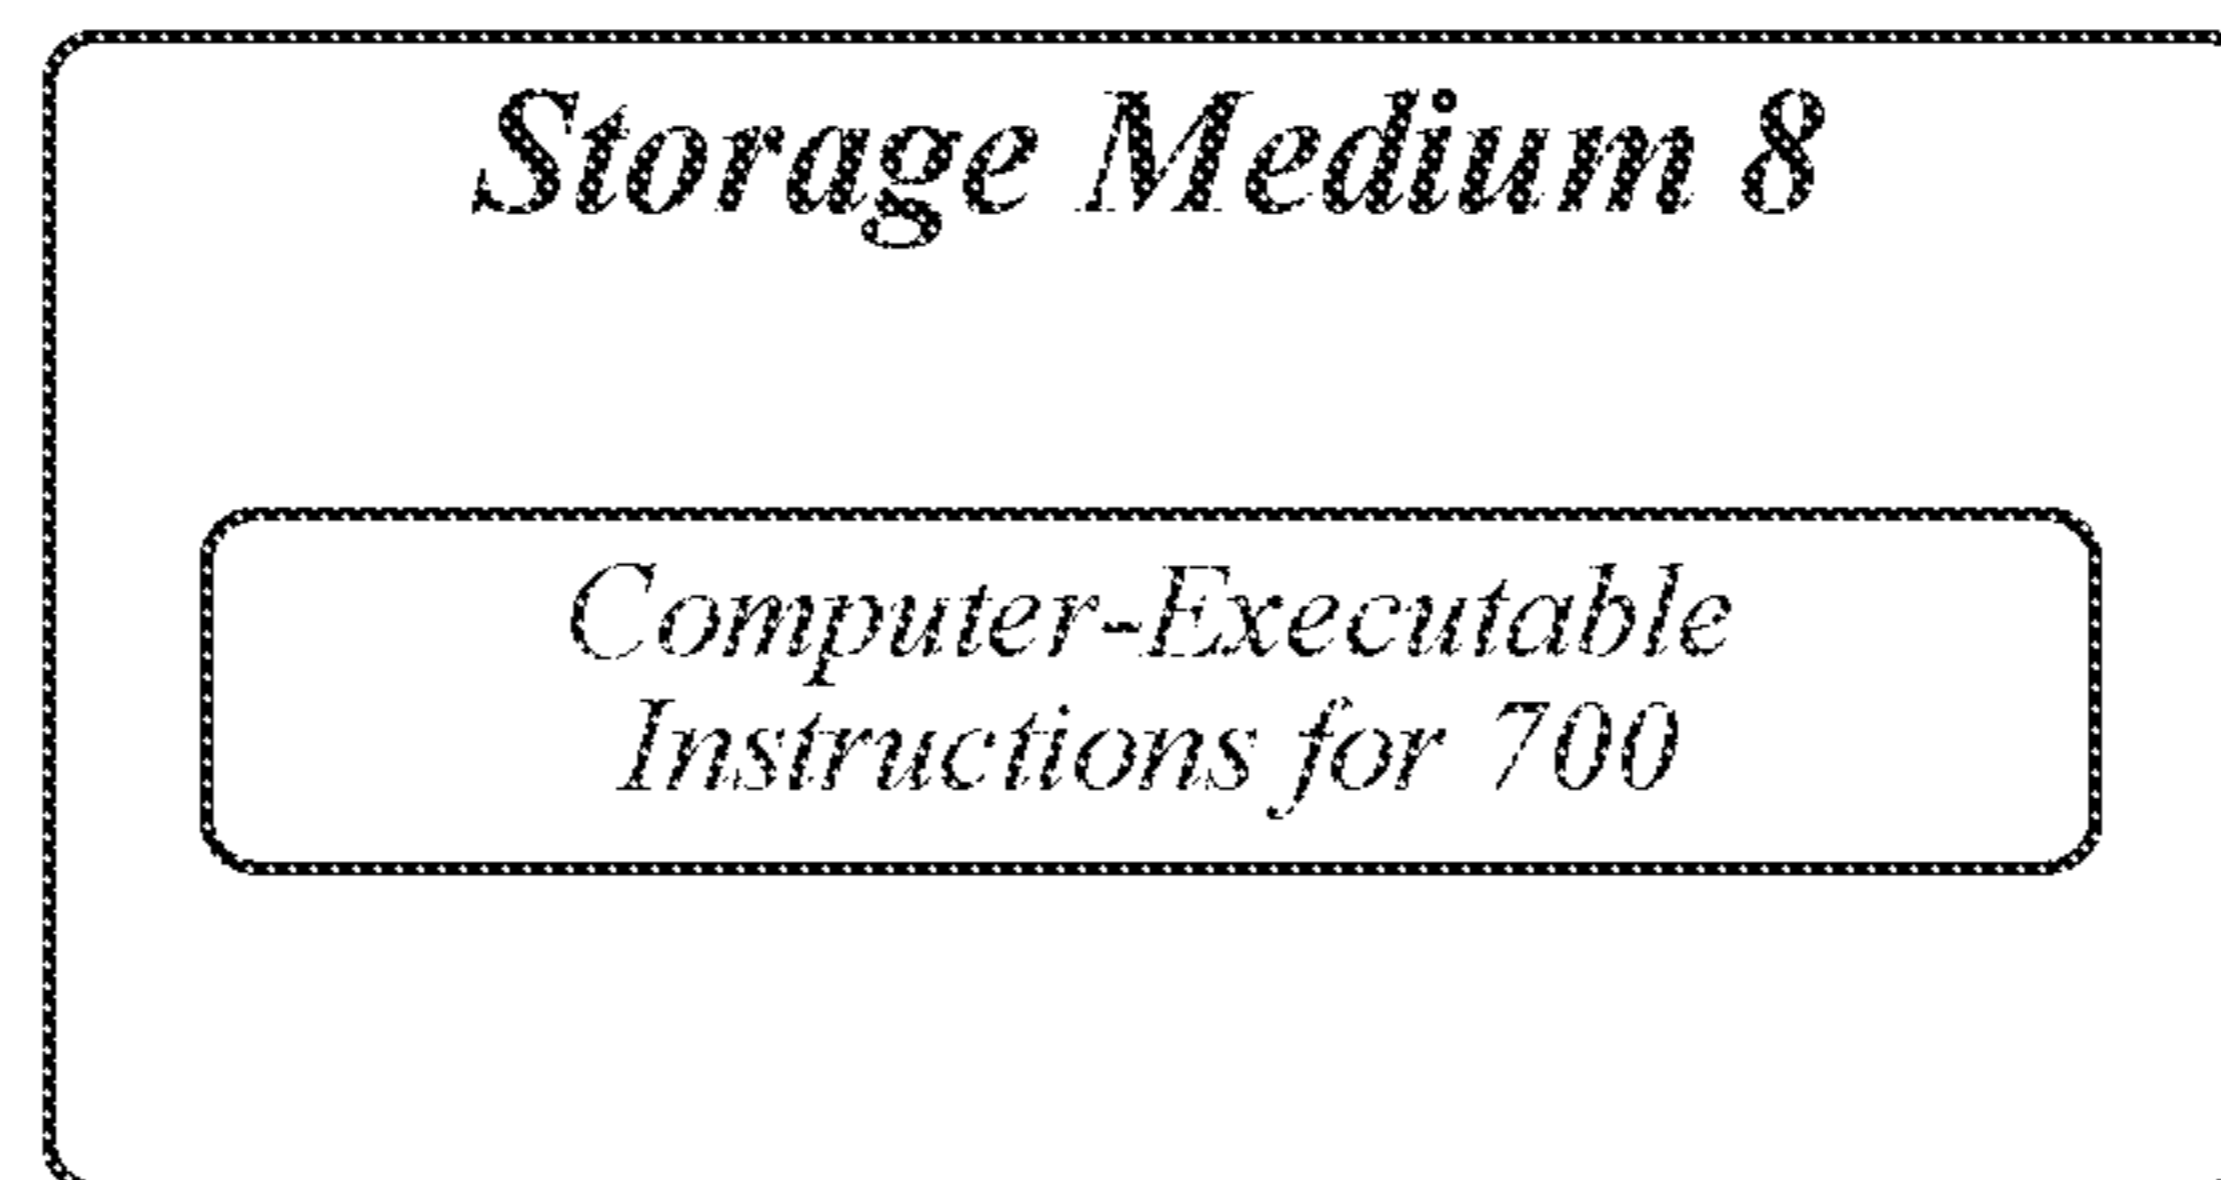 Storage Medium 8
Computer-Executable
Instructions for 700